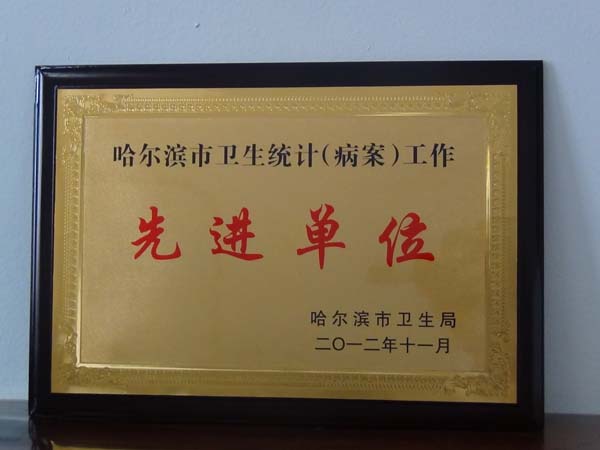 哈尔滨市卫生统计(病案)工作
先进单位
哈尔滨市卫生局
二〇一二年十一月